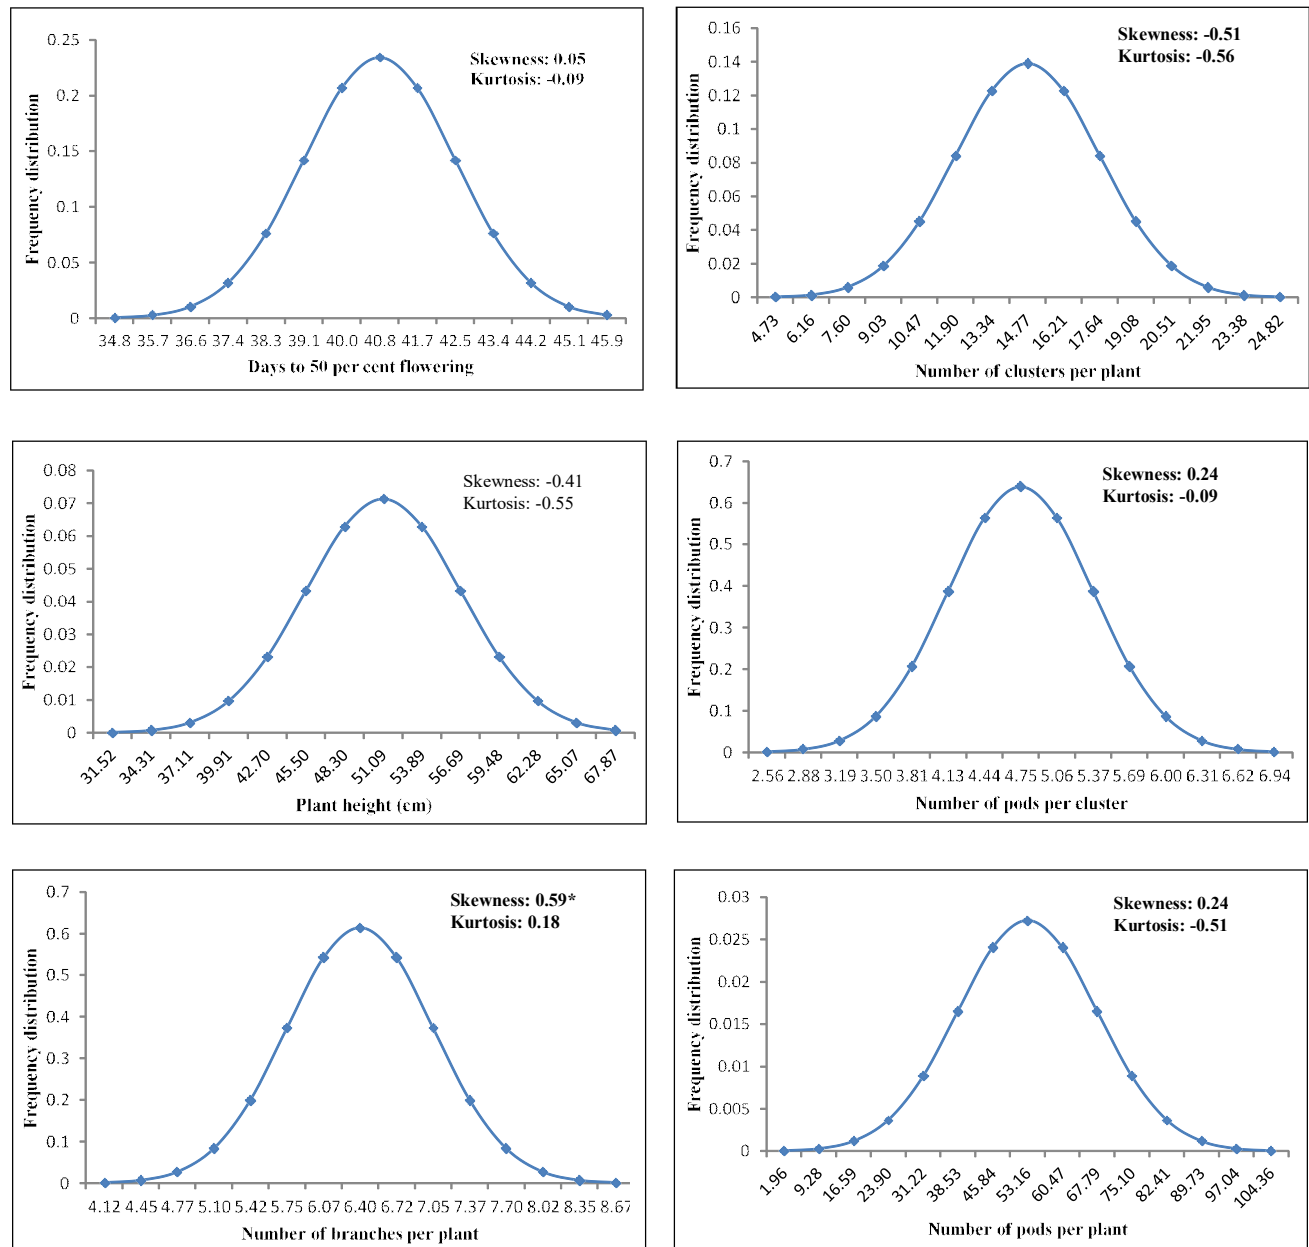 0.25
0.2
0.15
0.1
0.05
0
Frequency distribution
Skewness: 0.05
Kurtosis: -0.09
34.8 35.7 36.6 37.4 38.3 39.1 40.0 40.8 41.7 42.5 43.4 44.2 45.1 45.9
Days to 50 per cent flowering
0.16
0.14
0.12
0.1
0.08
0.06
0.04
0.02
0
Frequency distribution
Skewness: -0.51
Kurtosis: -0.56
4.73 6.16 7.60 9.03 10.47 11.90 13.34 14.77 16.21 17.64 19.08 20.51 21.95 23.38 24.82
Number of clusters per plant
0.08
0.07
0.06
0.05
0.04
0.03
0.02
0.01
0
Frequency distribution
Skewness: -0.41
Kurtosis: -0.55
31.52 34.31 37.11 39.91 42.70 45.50 48.30 51.09 53.89 56.69 59.48 62.28 65.07 67.87
Plant height (cm)
0.7
0.6
0.5
0.4
0.3
0.2
0.1
0
Frequency distribution
Skewness: 0.24
Kurtosis: -0.09
2.56 2.88 3.19 3.50 3.81 4.13 4.44 4.75 5.06 5.37 5.69 6.00 6.31 6.62 6.94
Number of pods per cluster
0.7
0.6
0.5
0.4
0.3
0.2
0.1
0
Frequency distribution
Skewness: 0.59*
Kurtosis: 0.18
4.12 4.45 4.77 5.10 5.42 5.75 6.07 6.40 6.72 7.05 7.37 7.70 8.02 8.35 8.67
Number of branches per plant
0.03
0.025
0.02
0.015
0.01
0.005
0
Frequency distribution
Skewness: 0.24
Kurtosis: -0.51
1.96 9.28 16.59 23.90 31.22 38.53 45.84 53.16 60.47 67.79 75.10 82.41 89.73 97.04 104.36
Number of pods per plant